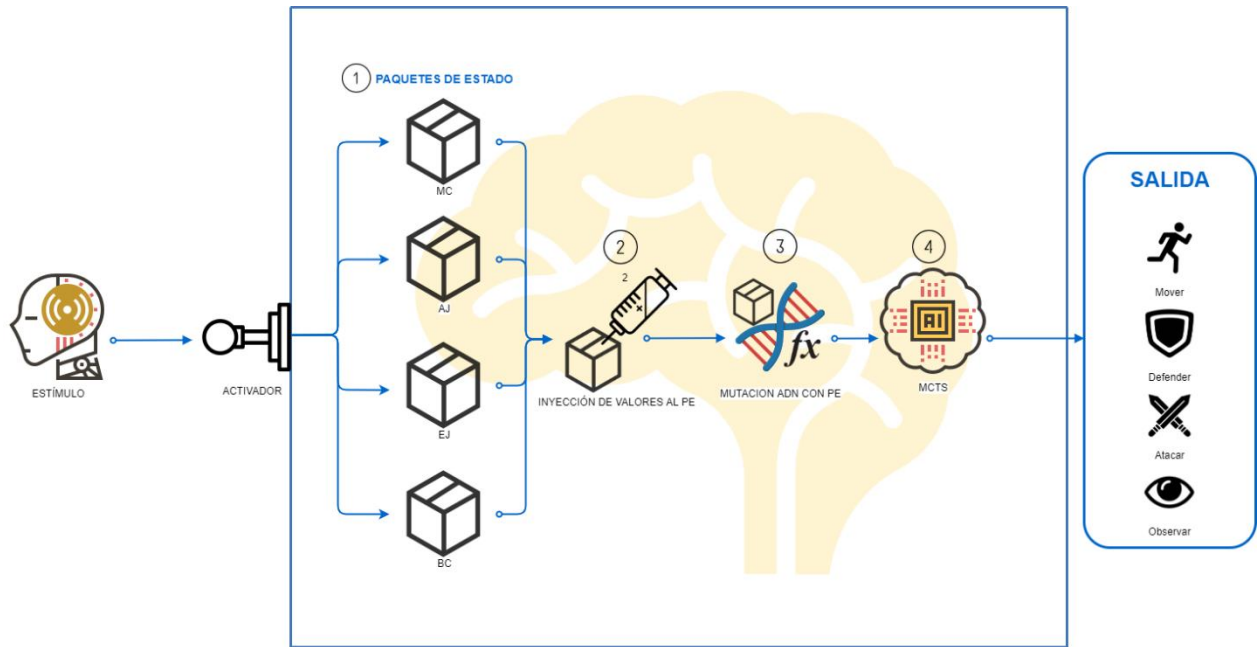 1 PAQUETES DE ESTADO
MC
AJ
EJ
BC
ESTÍMULO
ACTIVADOR
2
2
INYECCIÓN DE VALORES AL PE
3
fx
MUTACION ADN CON PE
4
AI
MCTS
SALIDA
Mover
Defender
Atacar
Observar